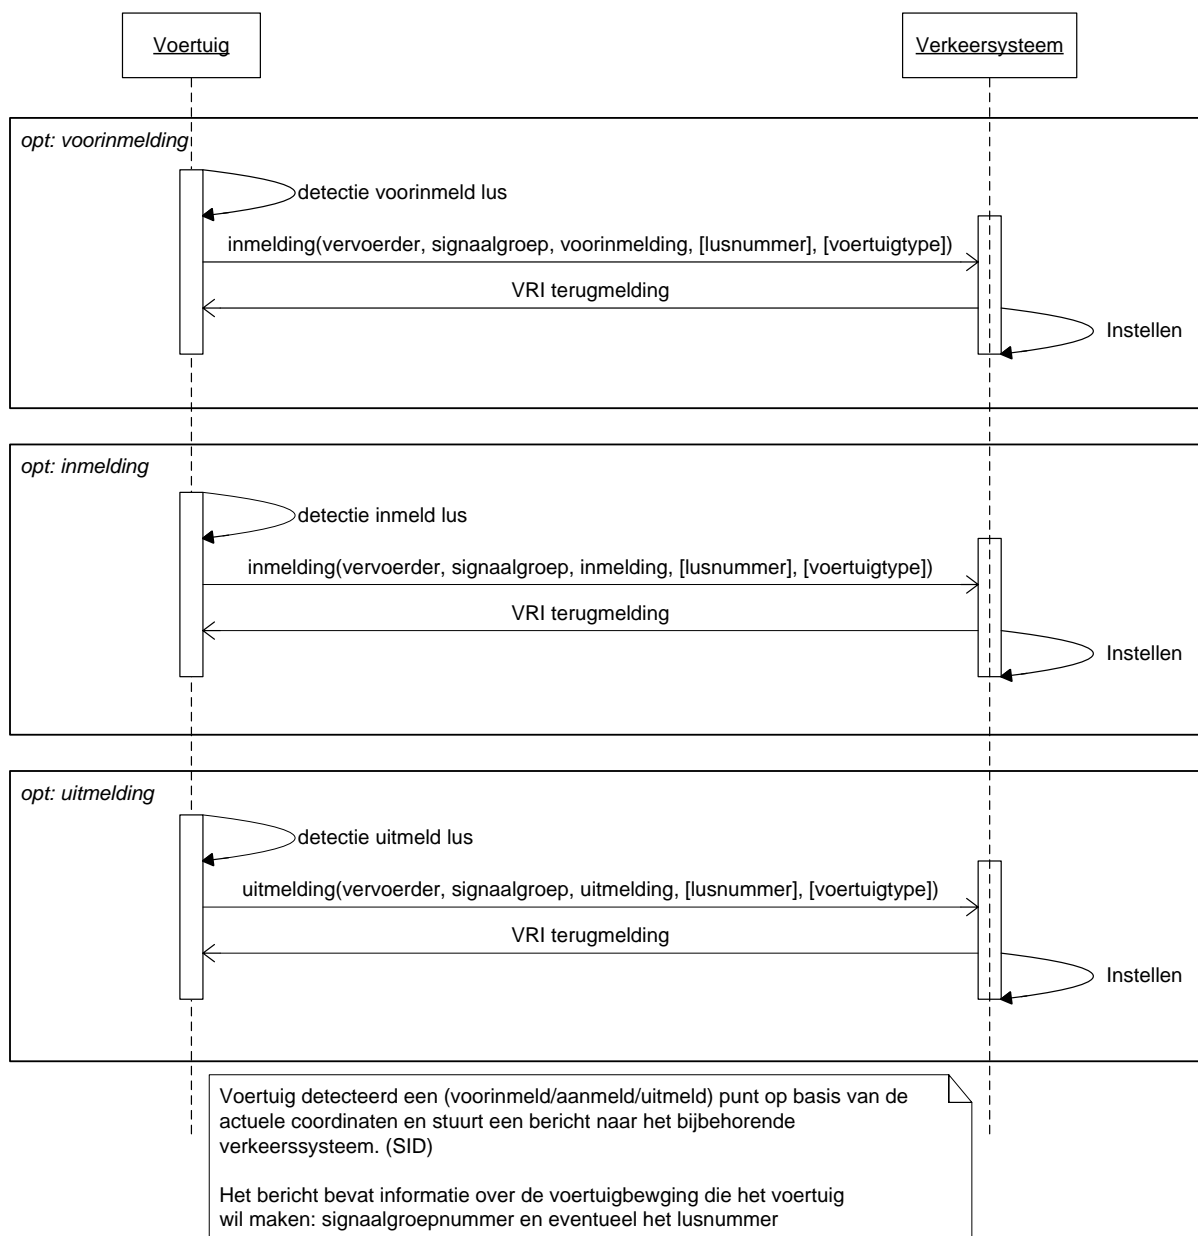 Voertuig
Verkeersysteem
opt: voorinmelding
detectie voorinmeld lus
inmelding(vervoerder, signaalgroep, voorinmelding, [lusnummer], [voertuigtype])
VRI terugmelding
Instellen
opt: inmelding
detectie inmeld lus
inmelding(vervoerder, signaalgroep, inmelding, [lusnummer], [voertuigtype])
VRI terugmelding
Instellen
opt: uitmelding
detectie uitmeld lus
uitmelding(vervoerder, signaalgroep, uitmelding, [lusnummer], [voertuigtype])
VRI terugmelding
Instellen
Voertuig detecteerd een (voorinmeld/aanmeld/uitmeld) punt op basis van de
actuele coordinaten en stuurt een bericht naar het bijbehorende
verkeerssysteem. (SID)
Het bericht bevat informatie over de voertuigbewging die het voertuig
wil maken: signaalgroepnummer en eventueel het lusnummer